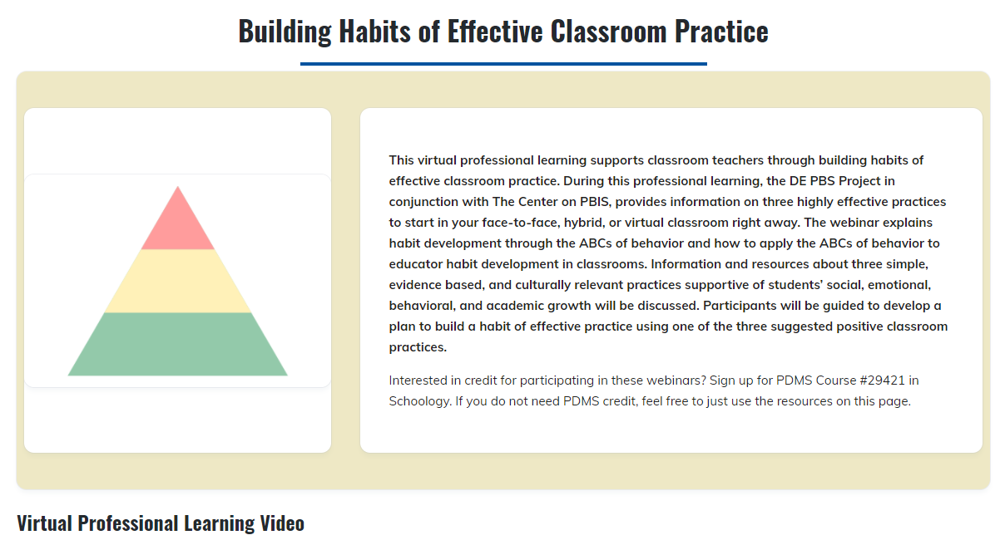 Building Habits of Effective Classroom Practice
This virtual professional learning supports classroom teachers through building habits of
effective classroom practice. During this professional learning, the DE PBS Project in
conjunction with The Center on PBIS, provides information on three highly effective practices
to start in your face-to-face, hybrid, or virtual classroom right away. The webinar explains
habit development through the ABCs of behavior and how to apply the ABCs of behavior to
educator habit development in classrooms. Information and resources about three simple,
evidence based, and culturally relevant practices supportive of students’ social, emotional,
behavioral, and academic growth will be discussed. Participants will be guided to develop a
plan to build a habit of effective practice using one of the three suggested positive classroom
practices.
Interested in credit for participating in these webinars? Sign up for PDMS Course #29421 in
Schoology. If you do not need PDMS credit, feel free to just use the resources on this page.
Virtual Professional Learning Video